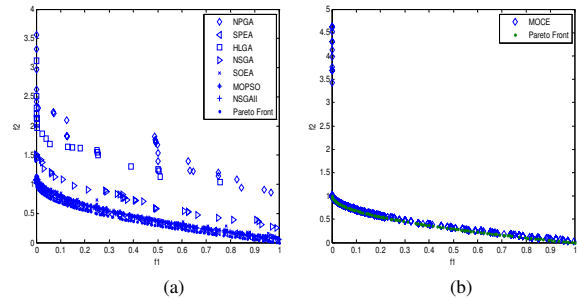 4
3.5
3
2.5
2
1.5
1
0.5
0
f2
0 0.1 0.2 0.3 0.4 0.5 0.6 0.7 0.8 0.9 1
f1
NPGA
SPEA
HLGA
NSGA
SOEA
MOPSO
NSGAII
Pareto Front
(a)
5
4.5
4
3.5
3
2.5
2
1.5
1
0.5
0
f2
0 0.1 0.2 0.3 0.4 0.5 0.6 0.7 0.8 0.9 1
f1
MOCE
Pareto Front
(b)